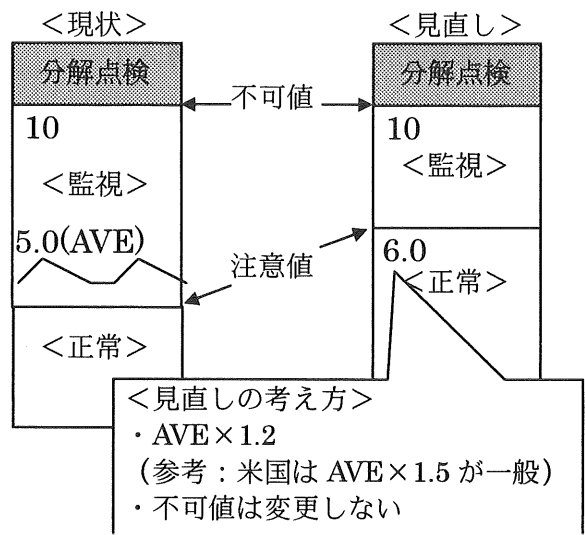 ＜現状＞
＜見直し＞
分解点検
分解点検
不可値
10
10
＜監視＞
＜監視＞
5.0(AVE)
注意値
6.0
＜正常＞
＜正常＞
＜見直しの考え方＞
・AVE×1.2
（参考：米国は AVE×1.5 が一般）
・不可値は変更しない